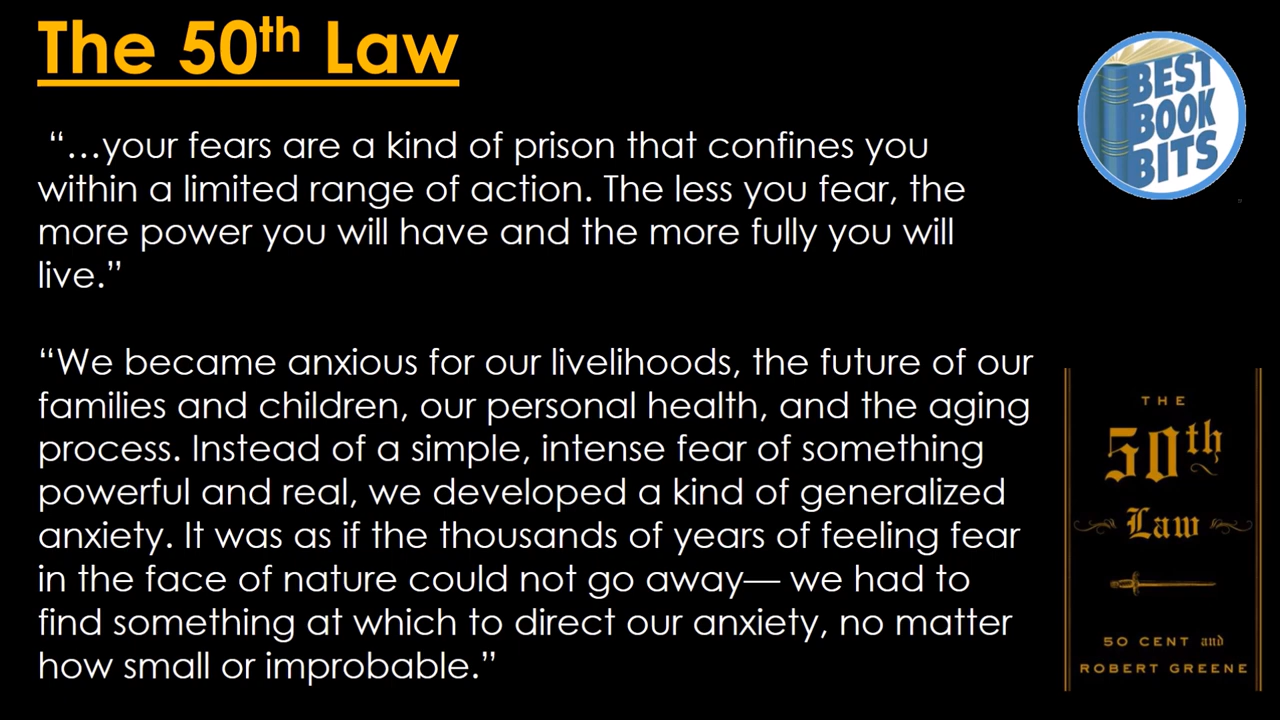 The 50th Law
“…your fears are a kind of prison that confines you
within a limited range of action. The less you fear, the
more power you will have and the more fully you will
live.”
“We became anxious for our livelihoods, the future of our
families and children, our personal health, and the aging
process. Instead of a simple, intense fear of something
powerful and real, we developed a kind of generalized
anxiety. It was as if the thousands of years of feeling fear
in the face of nature could not go away— we had to
find something at which to direct our anxiety, no matter
how small or improbable.”
BEST
BOOK
BITS
THE
50th
Law
50 CENT and
ROBERT GREENE